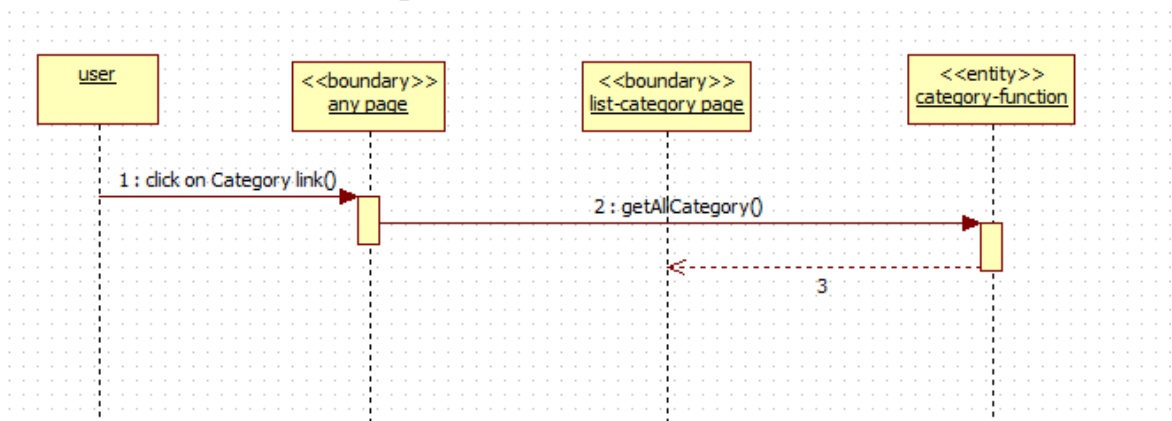 user
<<boundary>>
any page
<<boundary>>
list-category page
<<entity>>
category-function
1 : click on Category link()
2 : getAllCategory()
3